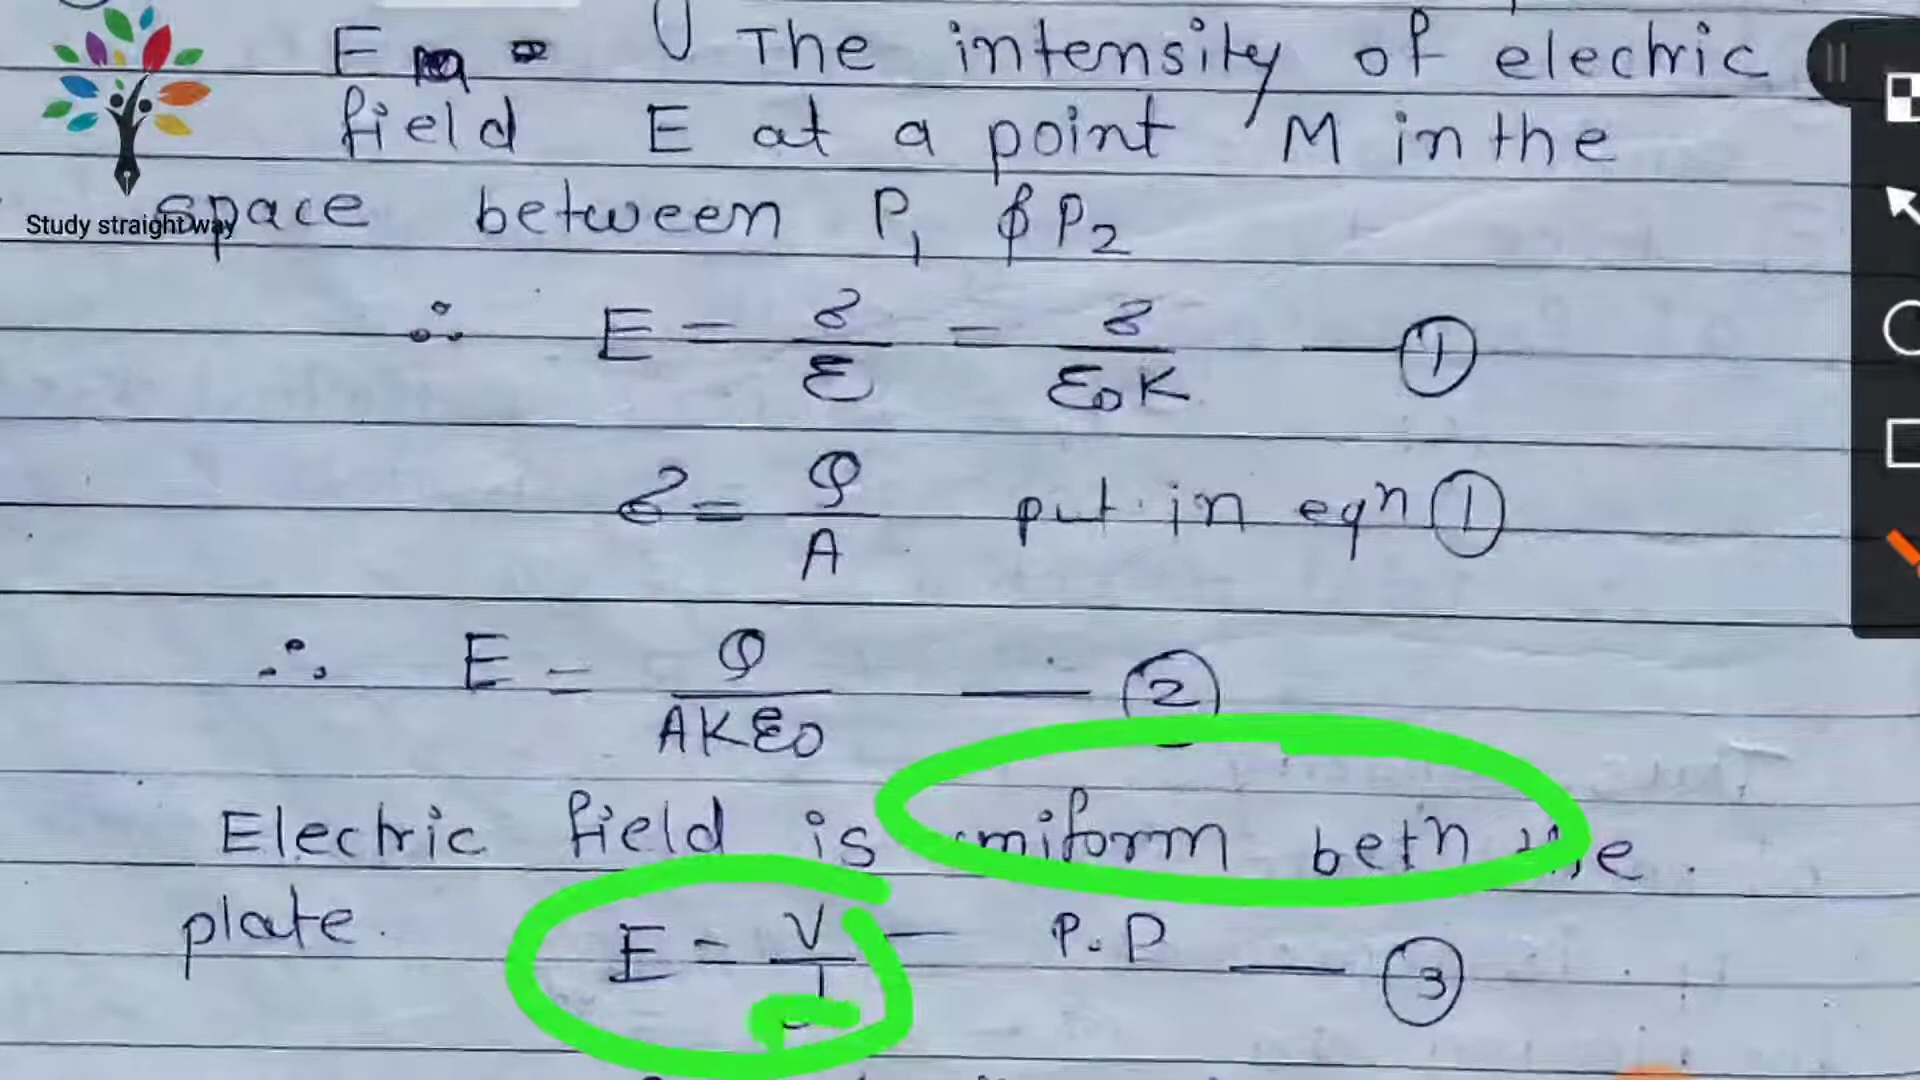 E U The intensity of electric
field E at a point M in the
space between P₁ & P₂
Study straight way
∴ E = σ/ε = σ/ε₀K — ①
σ = Q/A put in eqn ①
∴ E = Q/AKε₀ — ②
Electric field is uniform betn the
plate. E = V/d — P.D — ③